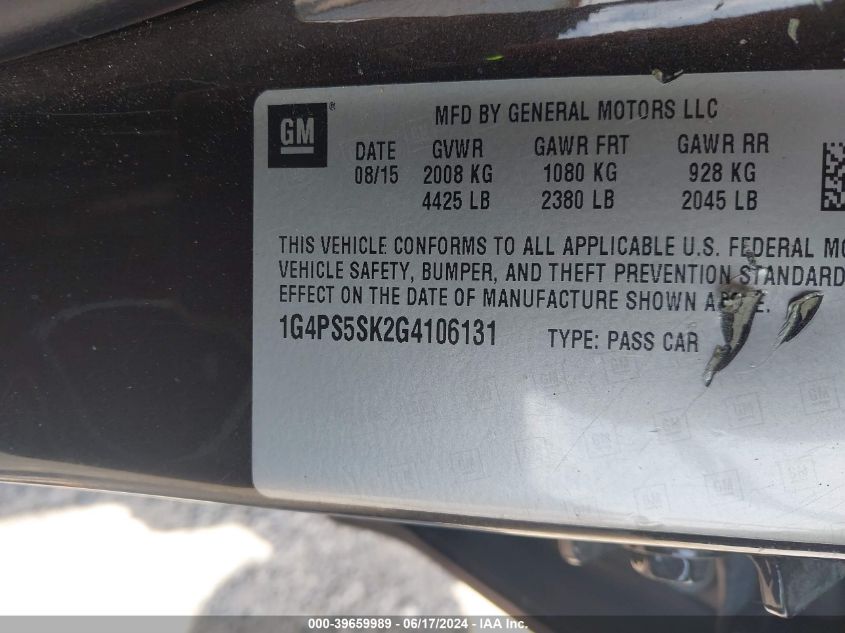 GM ®
MFD BY GENERAL MOTORS LLC
DATE GVWR GAWR FRT GAWR RR
08/15 2008 KG 1080 KG 928 KG
4425 LB 2380 LB 2045 LB
THIS VEHICLE CONFORMS TO ALL APPLICABLE U.S. FEDERAL MO
VEHICLE SAFETY, BUMPER, AND THEFT PREVENTION STANDARD
EFFECT ON THE DATE OF MANUFACTURE SHOWN ABOVE.
1G4PS5SK2G4106131 TYPE: PASS CAR
000-39659989 - 06/17/2024 - IAA Inc.